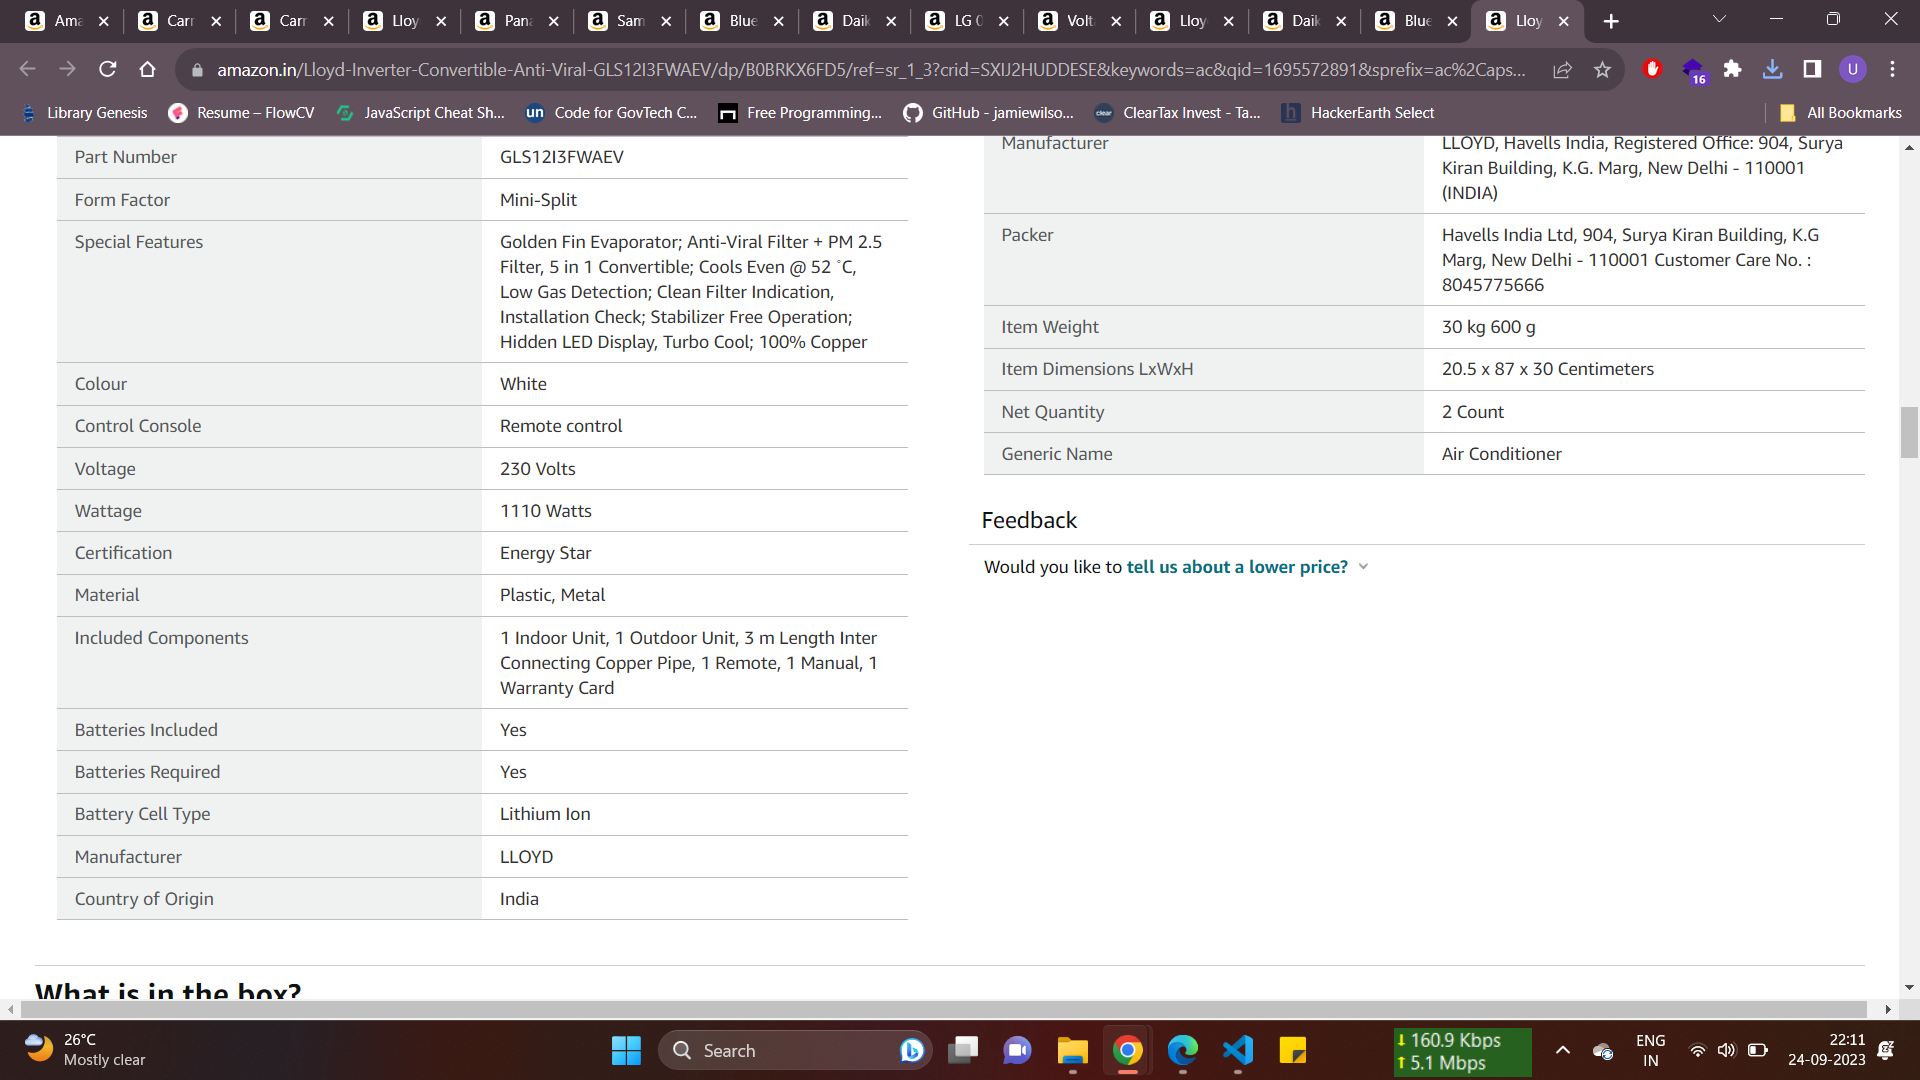 Ama
Carr
Carr
Lloy
Pana
Sam
Blue
Daik
LG 0
Volt
Lloy
Daik
Blue
Lloy
amazon.in/Lloyd-Inverter-Convertible-Anti-Viral-GLS12I3FWAEV/dp/B0BRKX6FD5/ref=sr_1_3?crid=SXIJ2HUDDESE&keywords=ac&qid=1695572891&sprefix=ac%2Caps...
16
U
Library Genesis
Resume – FlowCV
JavaScript Cheat Sh...
un
Code for GovTech C...
Free Programming...
GitHub - jamiewilso...
clear
ClearTax Invest - Ta...
h
HackerEarth Select
All Bookmarks
Part Number GLS12I3FWAEV
Form Factor Mini-Split
Special Features Golden Fin Evaporator; Anti-Viral Filter + PM 2.5
Filter, 5 in 1 Convertible; Cools Even @ 52 ˚C,
Low Gas Detection; Clean Filter Indication,
Installation Check; Stabilizer Free Operation;
Hidden LED Display, Turbo Cool; 100% Copper
Colour White
Control Console Remote control
Voltage 230 Volts
Wattage 1110 Watts
Certification Energy Star
Material Plastic, Metal
Included Components 1 Indoor Unit, 1 Outdoor Unit, 3 m Length Inter
Connecting Copper Pipe, 1 Remote, 1 Manual, 1
Warranty Card
Batteries Included Yes
Batteries Required Yes
Battery Cell Type Lithium Ion
Manufacturer LLOYD
Country of Origin India
Manufacturer LLOYD, Havells India, Registered Office: 904, Surya
Kiran Building, K.G. Marg, New Delhi - 110001
(INDIA)
Packer Havells India Ltd, 904, Surya Kiran Building, K.G
Marg, New Delhi - 110001 Customer Care No. :
8045775666
Item Weight 30 kg 600 g
Item Dimensions LxWxH 20.5 x 87 x 30 Centimeters
Net Quantity 2 Count
Generic Name Air Conditioner
Feedback
Would you like to tell us about a lower price?
What is in the box?
26°C
Mostly clear
Search
160.9 Kbps
5.1 Mbps
ENG
IN
22:11
24-09-2023